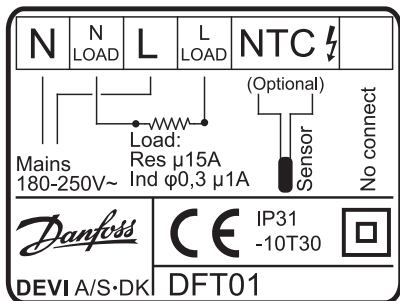 N N LOAD L L LOAD NTC
(Optional)
Mains
180-250V~
Load:
Res µ15A
Ind φ0,3 µ1A
Sensor
No connect
Danfoss
CE
IP31
-10T30
DEVI A/S•DK
DFT01